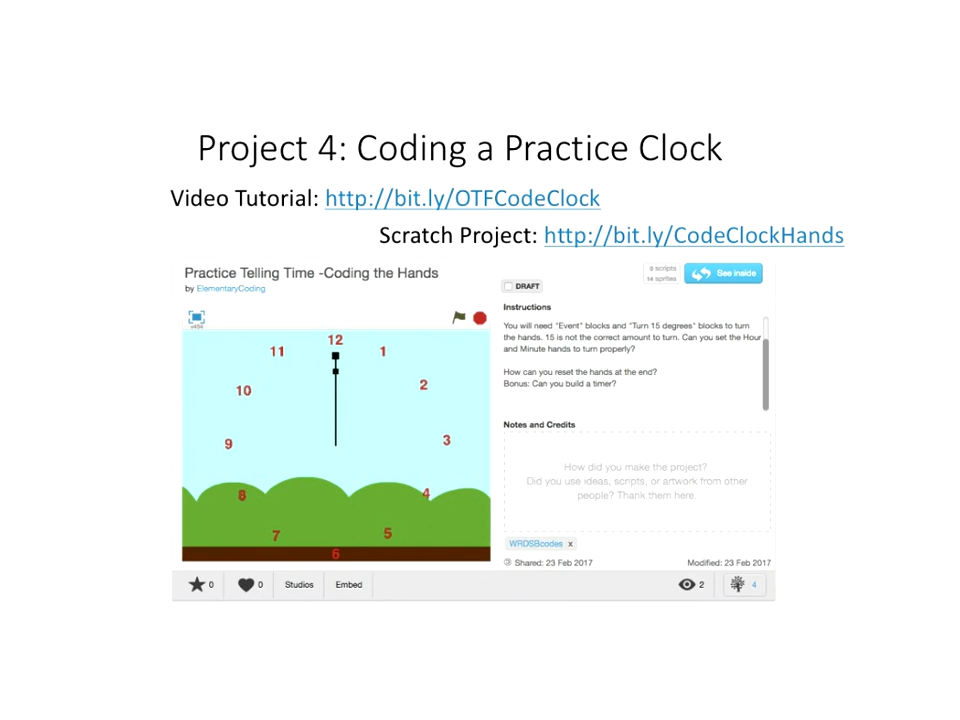 Project 4: Coding a Practice Clock
Video Tutorial: http://bit.ly/OTFCodeClock
Scratch Project: http://bit.ly/CodeClockHands
Practice Telling Time -Coding the Hands
by ElementaryCoding
v454
DRAFT
0 scripts
14 sprites
See inside
Instructions
You will need "Event" blocks and "Turn 15 degrees" blocks to turn
the hands. 15 is not the correct amount to turn. Can you set the Hour
and Minute hands to turn properly?
How can you reset the hands at the end?
Bonus: Can you build a timer?
12
11
1
10
2
9
3
8
4
7
5
6
Notes and Credits
How did you make the project?
Did you use ideas, scripts, or artwork from other
people? Thank them here.
WRDSBcodes x
Shared: 23 Feb 2017
Modified: 23 Feb 2017
0
0
Studios
Embed
2
4